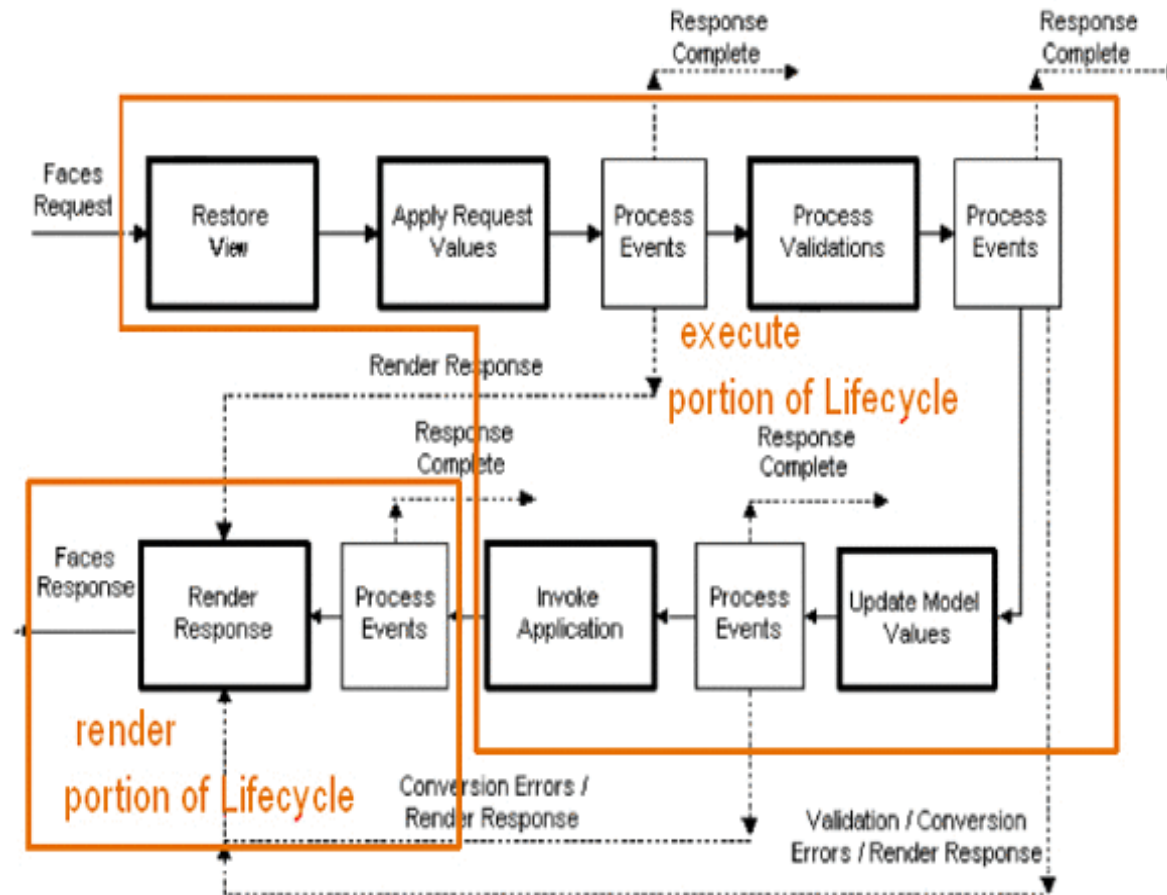 Response
Complete
Response
Complete
Faces
Request
Restore
View
Apply Request
Values
Process
Events
Process
Validations
Process
Events
execute
portion of Lifecycle
Render Response
Response
Complete
Response
Complete
Faces
Response
Render
Response
Process
Events
Invoke
Application
Process
Events
Update Model
Values
render
portion of Lifecycle
Conversion Errors /
Render Response
Validation / Conversion
Errors / Render Response